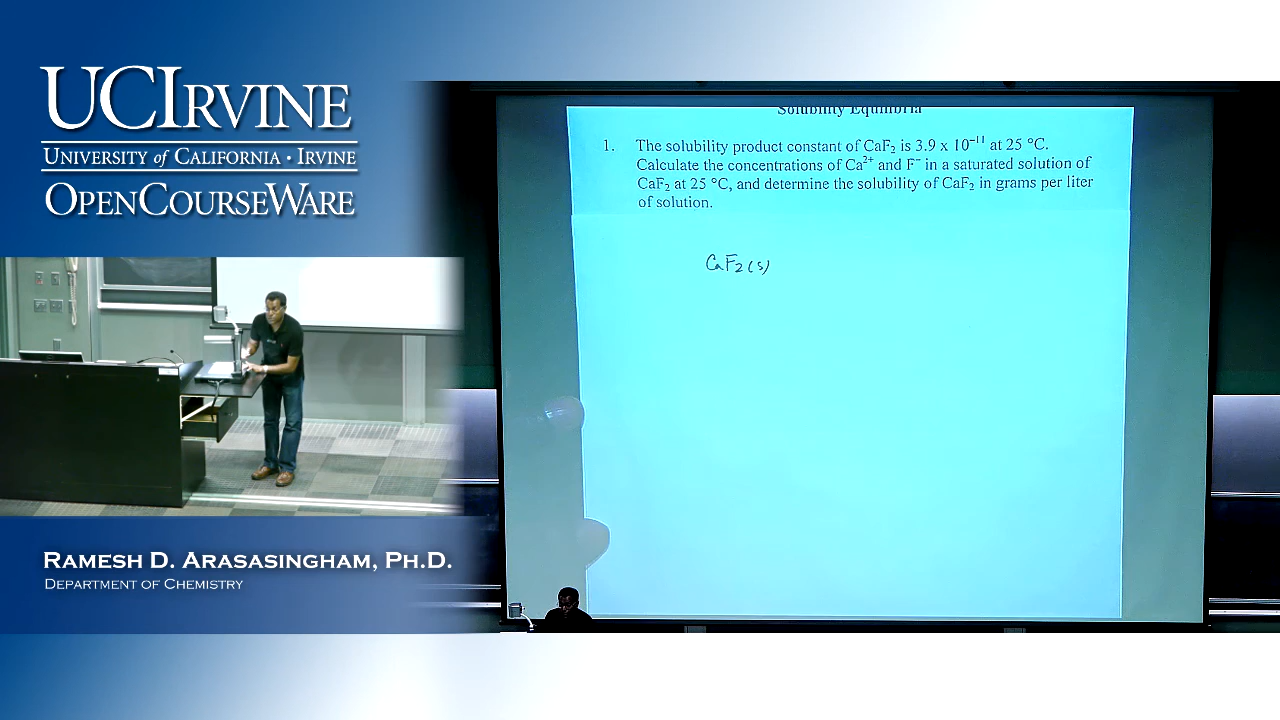 UCIRVINE
UNIVERSITY of CALIFORNIA · IRVINE
OPENCOURSEWARE
RAMESH D. ARASASINGHAM, PH.D.
DEPARTMENT OF CHEMISTRY
Solubility Equilibria
1. The solubility product constant of CaF₂ is 3.9 x 10⁻¹¹ at 25 °C.
Calculate the concentrations of Ca²⁺ and F⁻ in a saturated solution of
CaF₂ at 25 °C, and determine the solubility of CaF₂ in grams per liter
of solution.
CaF₂(s)